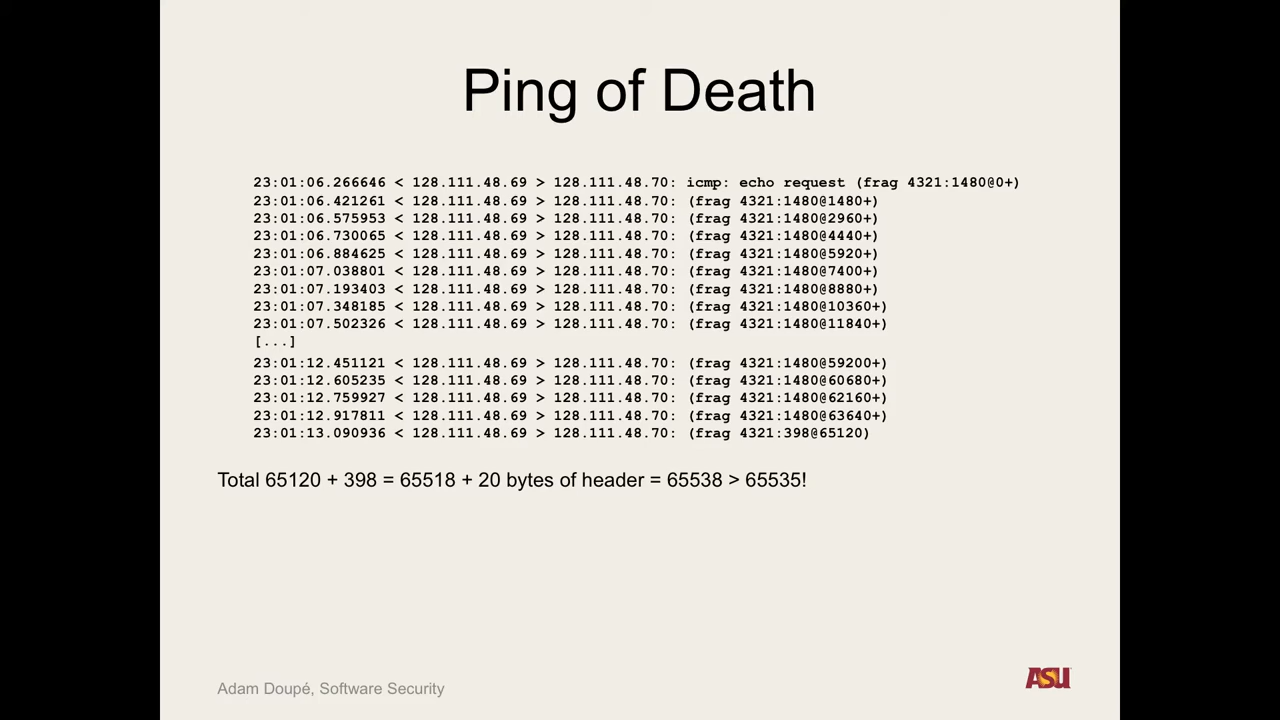 Ping of Death
23:01:06.266646 < 128.111.48.69 > 128.111.48.70: icmp: echo request (frag 4321:1480@0+)
23:01:06.421261 < 128.111.48.69 > 128.111.48.70: (frag 4321:1480@1480+)
23:01:06.575953 < 128.111.48.69 > 128.111.48.70: (frag 4321:1480@2960+)
23:01:06.730065 < 128.111.48.69 > 128.111.48.70: (frag 4321:1480@4440+)
23:01:06.884625 < 128.111.48.69 > 128.111.48.70: (frag 4321:1480@5920+)
23:01:07.038801 < 128.111.48.69 > 128.111.48.70: (frag 4321:1480@7400+)
23:01:07.193403 < 128.111.48.69 > 128.111.48.70: (frag 4321:1480@8880+)
23:01:07.348185 < 128.111.48.69 > 128.111.48.70: (frag 4321:1480@10360+)
23:01:07.502326 < 128.111.48.69 > 128.111.48.70: (frag 4321:1480@11840+)
[...]
23:01:12.451121 < 128.111.48.69 > 128.111.48.70: (frag 4321:1480@59200+)
23:01:12.605235 < 128.111.48.69 > 128.111.48.70: (frag 4321:1480@60680+)
23:01:12.759927 < 128.111.48.69 > 128.111.48.70: (frag 4321:1480@62160+)
23:01:12.917811 < 128.111.48.69 > 128.111.48.70: (frag 4321:1480@63640+)
23:01:13.090936 < 128.111.48.69 > 128.111.48.70: (frag 4321:398@65120)
Total 65120 + 398 = 65518 + 20 bytes of header = 65538 > 65535!
Adam Doupé, Software Security
ASU